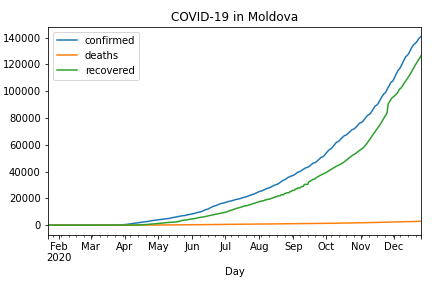 COVID-19 in Moldova
confirmed
deaths
recovered
140000
120000
100000
80000
60000
40000
20000
0
Feb Mar Apr May Jun Jul Aug Sep Oct Nov Dec
2020
Day